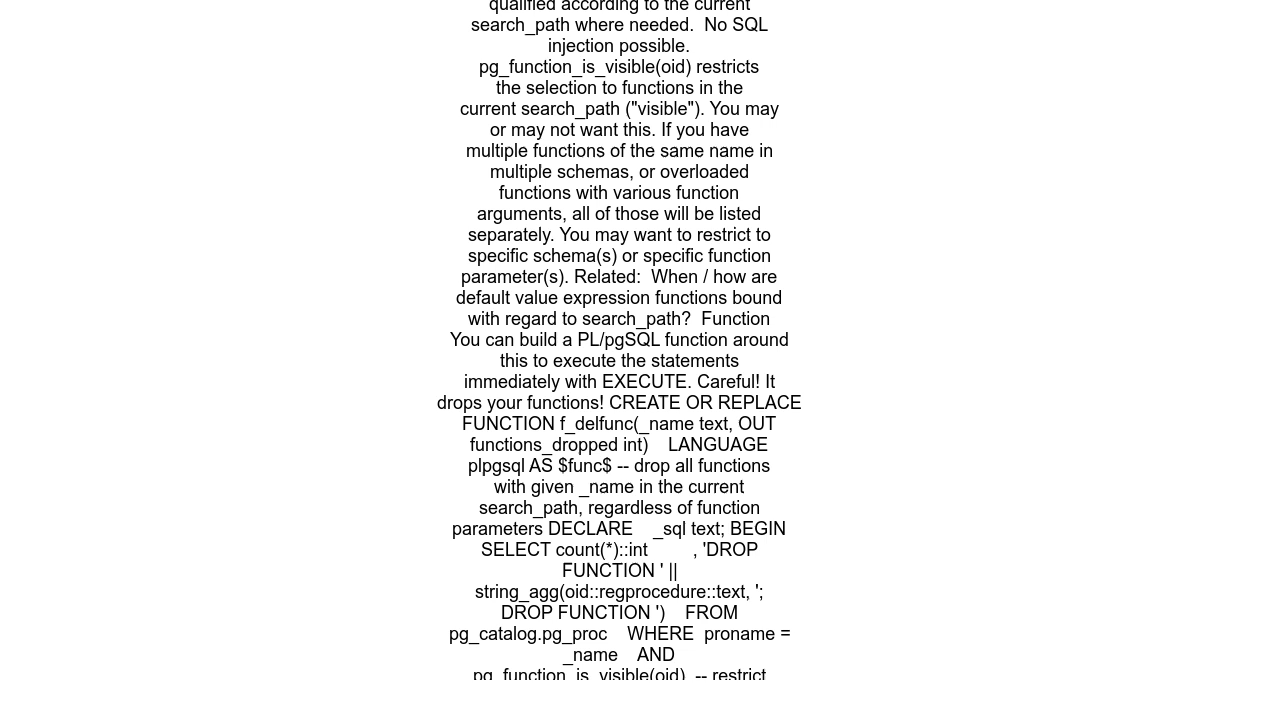 qualified according to the current
search_path where needed.  No SQL
injection possible.
pg_function_is_visible(oid) restricts
the selection to functions in the
current search_path ("visible"). You may
or may not want this. If you have
multiple functions of the same name in
multiple schemas, or overloaded
functions with various function
arguments, all of those will be listed
separately. You may want to restrict to
specific schema(s) or specific function
parameter(s). Related:  When / how are
default value expression functions bound
with regard to search_path?  Function
You can build a PL/pgSQL function around
this to execute the statements
immediately with EXECUTE. Careful! It
drops your functions! CREATE OR REPLACE
FUNCTION f_delfunc(_name text, OUT
functions_dropped int)    LANGUAGE
plpgsql AS $func$ -- drop all functions
with given _name in the current
search_path, regardless of function
parameters DECLARE    _sql text; BEGIN
SELECT count(*)::int         , 'DROP
FUNCTION ' ||
string_agg(oid::regprocedure::text, ';
DROP FUNCTION ')    FROM
pg_catalog.pg_proc    WHERE  proname =
_name    AND
pg_function_is_visible(oid)  -- restrict